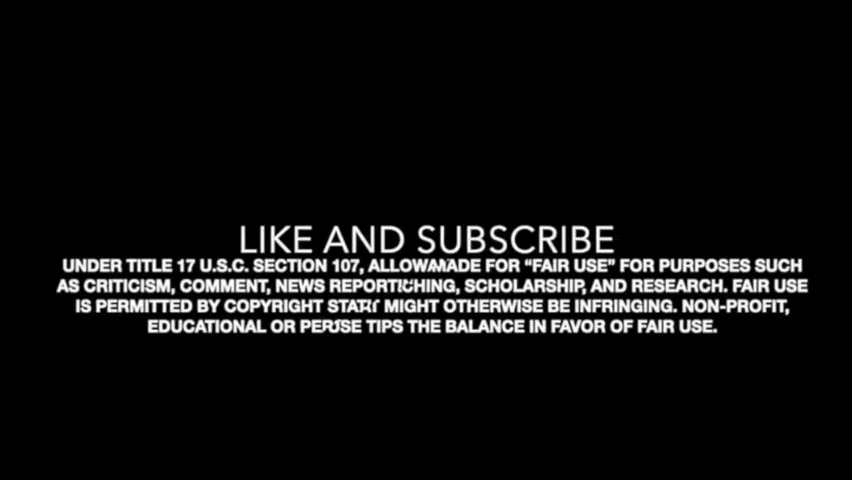 LIKE AND SUBSCRIBE
UNDER TITLE 17 U.S.C. SECTION 107, ALLOWMADE FOR “FAIR USE” FOR PURPOSES SUCH
AS CRITICISM, COMMENT, NEWS REPORTICHING, SCHOLARSHIP, AND RESEARCH. FAIR USE
IS PERMITTED BY COPYRIGHT MIGHT OTHERWISE BE INFRINGING. NON-PROFIT,
EDUCATIONAL OR TIPS THE BALANCE IN FAVOR OF FAIR USE.